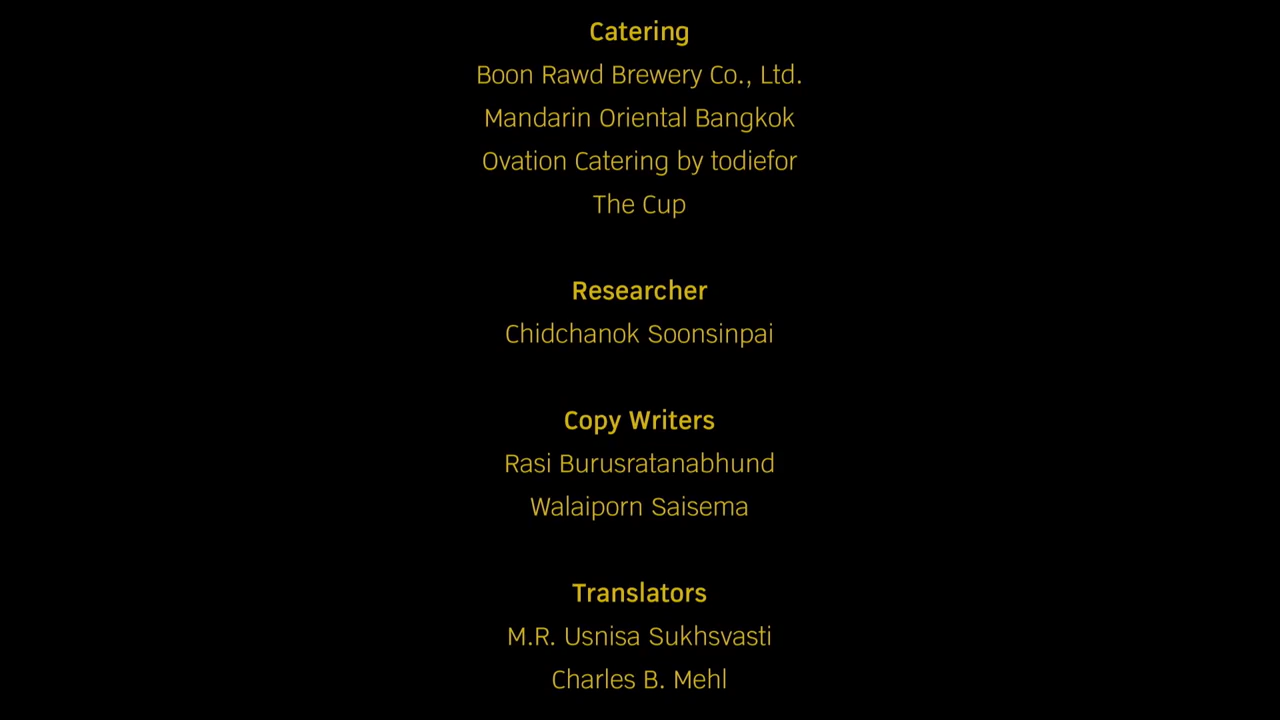 Catering
Boon Rawd Brewery Co., Ltd.
Mandarin Oriental Bangkok
Ovation Catering by todiefor
The Cup
Researcher
Chidchanok Soonsinpai
Copy Writers
Rasi Burusratanabhund
Walaiporn Saisema
Translators
M.R. Usnisa Sukhsvasti
Charles B. Mehl